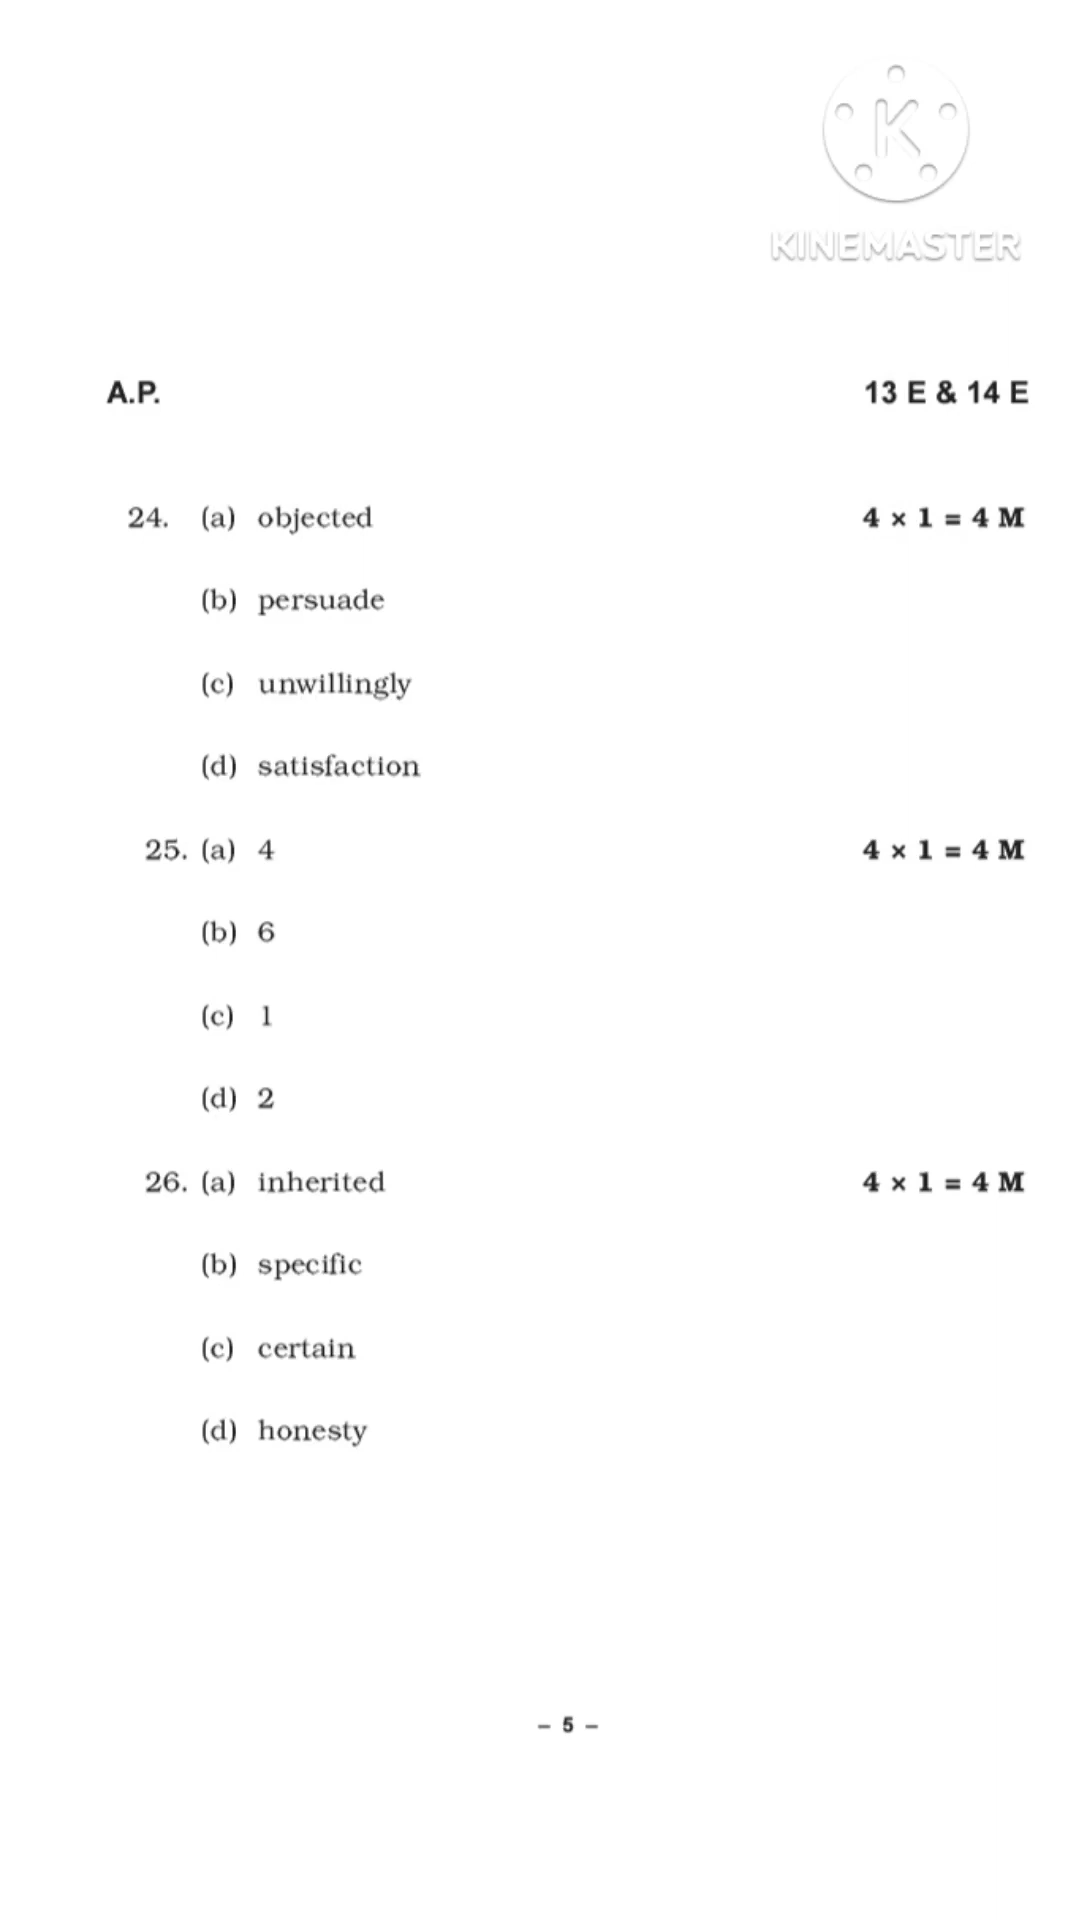 K
KINEMASTER
A.P. 13 E & 14 E
24. (a) objected 4 × 1 = 4 M
(b) persuade
(c) unwillingly
(d) satisfaction
25. (a) 4 4 × 1 = 4 M
(b) 6
(c) 1
(d) 2
26. (a) inherited 4 × 1 = 4 M
(b) specific
(c) certain
(d) honesty
– 5 –